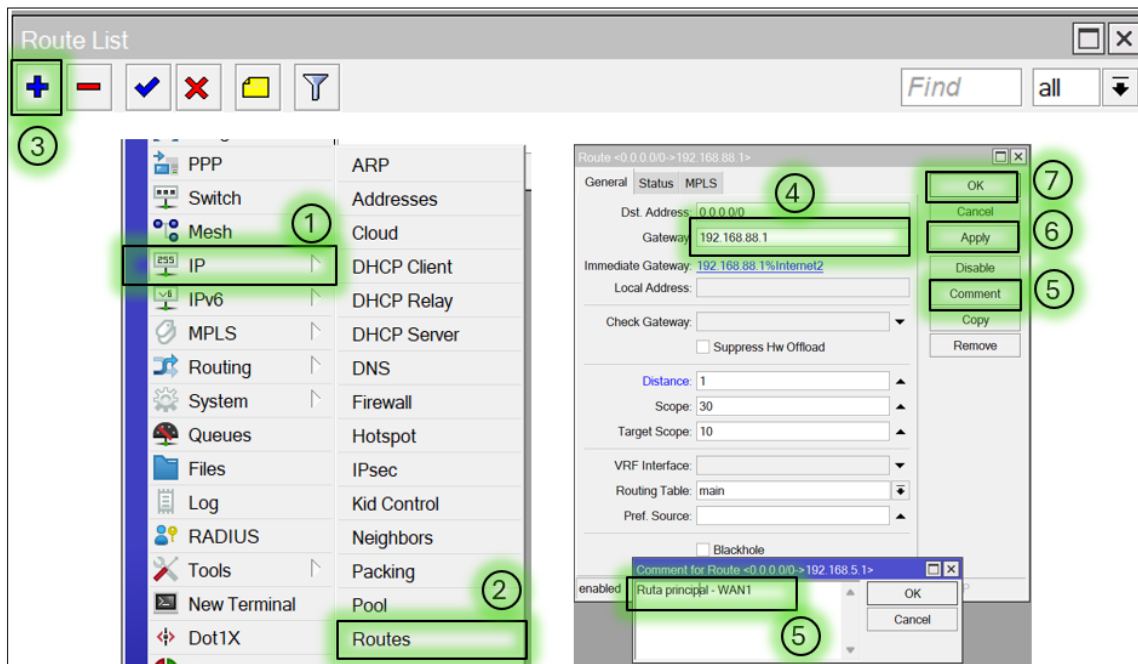 Route List
Find
all
3
PPP
Switch
Mesh
1
255
IP
v6
IPv6
MPLS
Routing
System
Queues
Files
Log
RADIUS
Tools
New Terminal
Dot1X
ARP
Addresses
Cloud
DHCP Client
DHCP Relay
DHCP Server
DNS
Firewall
Hotspot
IPsec
Kid Control
Neighbors
Packing
2
Pool
Routes
Route <0.0.0.0/0->192.168.88.1>
General Status MPLS
4
Dst. Address: 0.0.0.0/0
Gateway: 192.168.88.1
Immediate Gateway: 192.168.88.1%Internet2
Local Address:
Check Gateway:
Suppress Hw Offload
Distance: 1
Scope: 30
Target Scope: 10
VRF Interface:
Routing Table: main
Pref. Source:
Blackhole
enabled
OK
7
Cancel
Apply
6
Disable
Comment
5
Copy
Remove
Comment for Route <0.0.0.0/0->192.168.5.1>
Ruta principal - WAN1
OK
Cancel
5